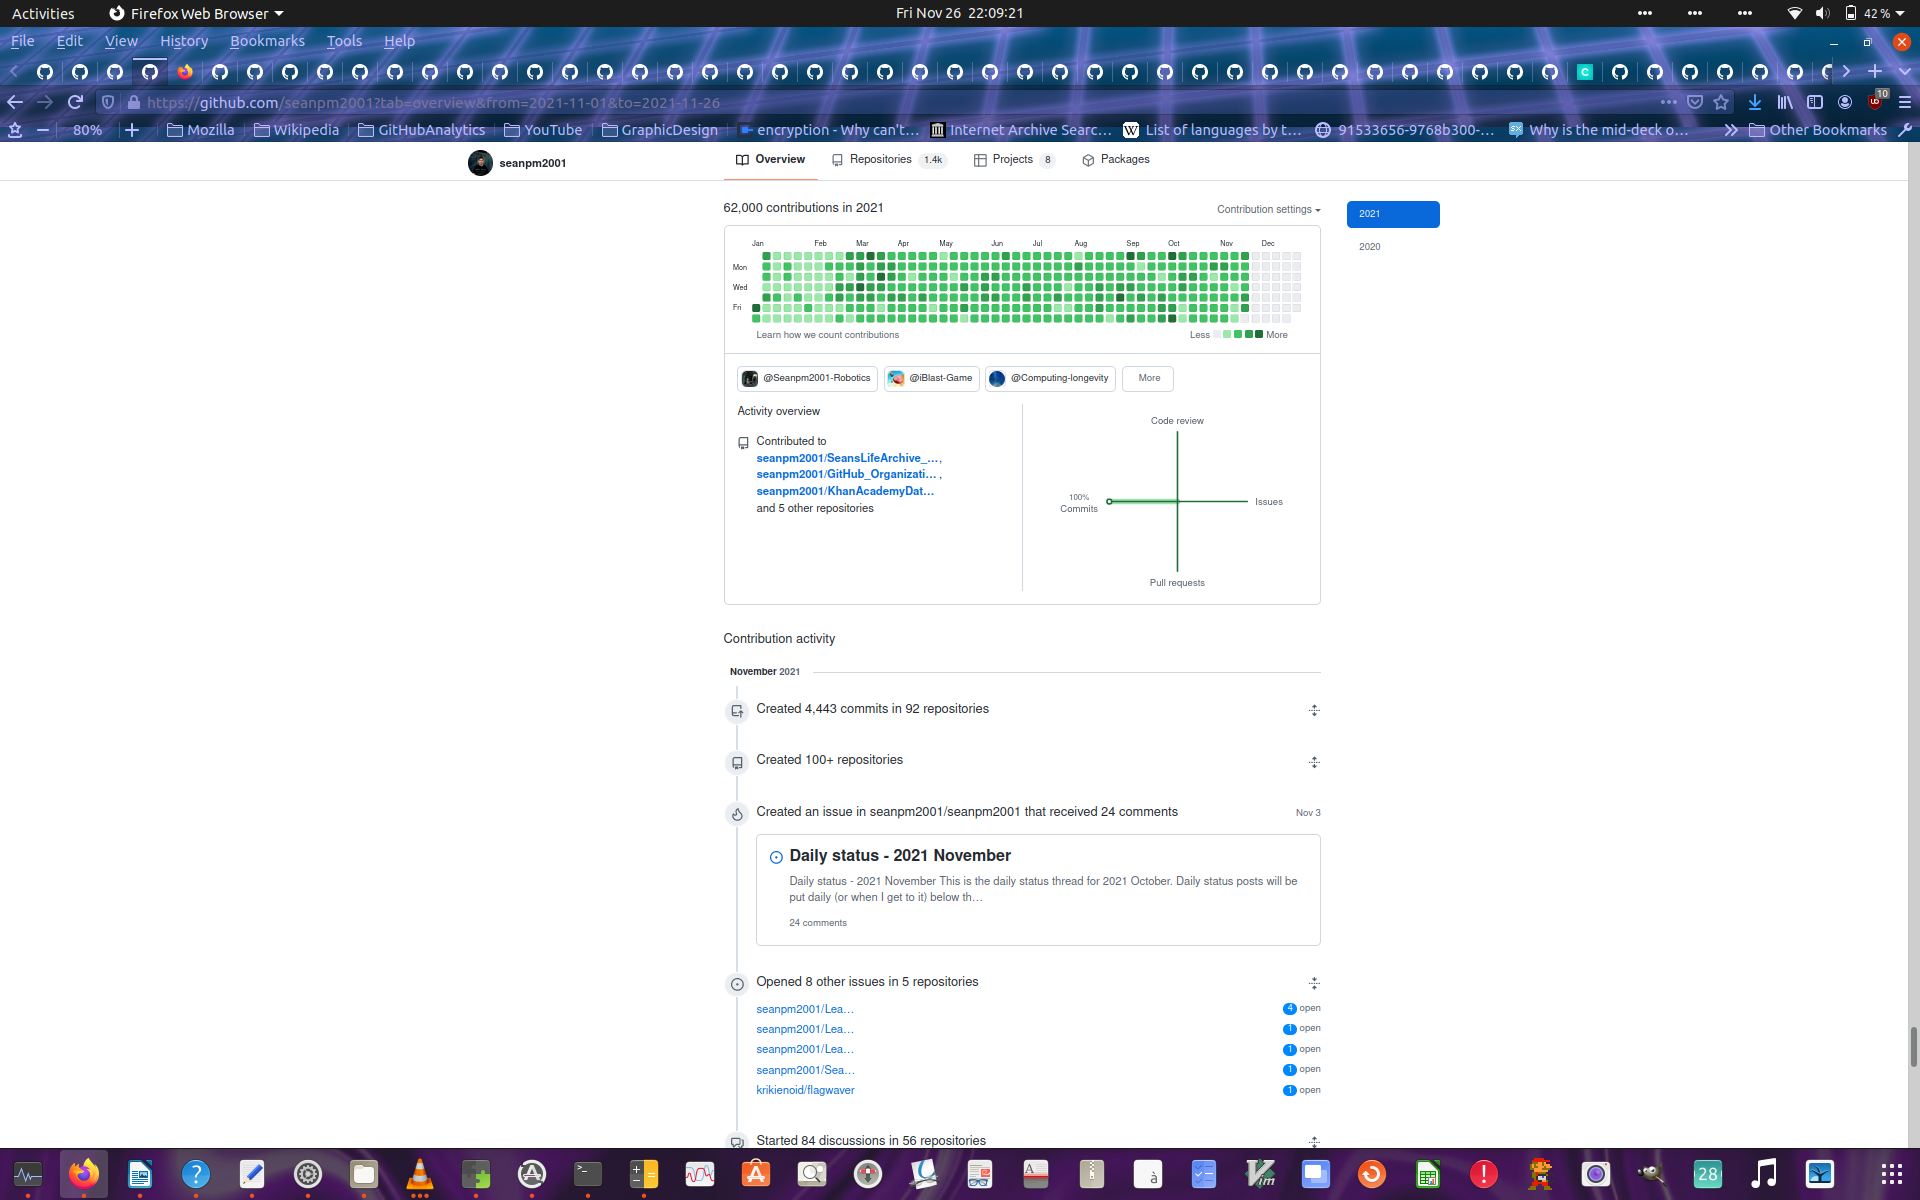 Activities
Firefox Web Browser
Fri Nov 26 22:09:21
42 %
File Edit View History Bookmarks Tools Help
https://github.com/seanpm2001?tab=overview&from=2021-11-01&to=2021-11-26
10
80%
Mozilla
Wikipedia
GitHubAnalytics
YouTube
GraphicDesign
encryption - Why can't…
Internet Archive Searc…
List of languages by t…
91533656-9768b300-…
Why is the mid-deck o…
Other Bookmarks
seanpm2001
Overview
Repositories 1.4k
Projects 8
Packages
62,000 contributions in 2021
Contribution settings
2021
2020
Jan Feb Mar Apr May Jun Jul Aug Sep Oct Nov Dec
Mon
Wed
Fri
Learn how we count contributions
Less
More
@Seanpm2001-Robotics
@iBlast-Game
@Computing-longevity
More
Activity overview
Contributed to
seanpm2001/SeansLifeArchive_…,
seanpm2001/GitHub_Organizati…,
seanpm2001/KhanAcademyDat…
and 5 other repositories
Code review
100%
Commits
Issues
Pull requests
Contribution activity
November 2021
Created 4,443 commits in 92 repositories
Created 100+ repositories
Created an issue in seanpm2001/seanpm2001 that received 24 comments
Nov 3
Daily status - 2021 November
Daily status - 2021 November This is the daily status thread for 2021 October. Daily status posts will be
put daily (or when I get to it) below th…
24 comments
Opened 8 other issues in 5 repositories
seanpm2001/Lea… 4 open
seanpm2001/Lea… 1 open
seanpm2001/Lea… 1 open
seanpm2001/Sea… 1 open
krikienoid/flagwaver 1 open
Started 84 discussions in 56 repositories
28